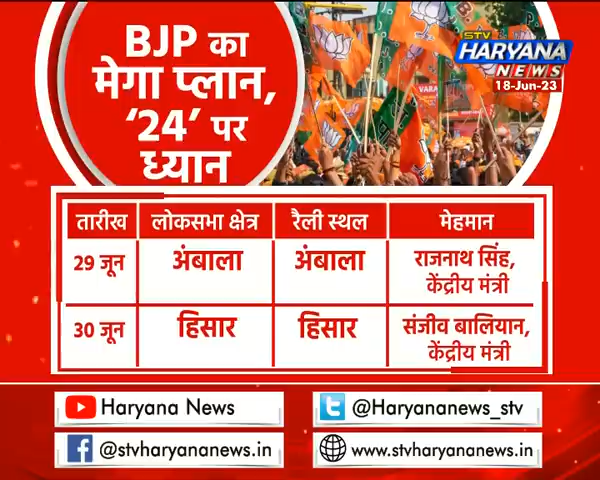 BJP का
मेगा प्लान,
‘24’ पर
ध्यान
STV
HARYANA
NEWS
18-Jun-23
तारीख लोकसभा क्षेत्र रैली स्थल मेहमान
29 जून अंबाला अंबाला राजनाथ सिंह,
केंद्रीय मंत्री
30 जून हिसार हिसार संजीव बालियान,
केंद्रीय मंत्री
Haryana News
@Haryananews_stv
@stvharyananews.in
www.stvharyananews.in